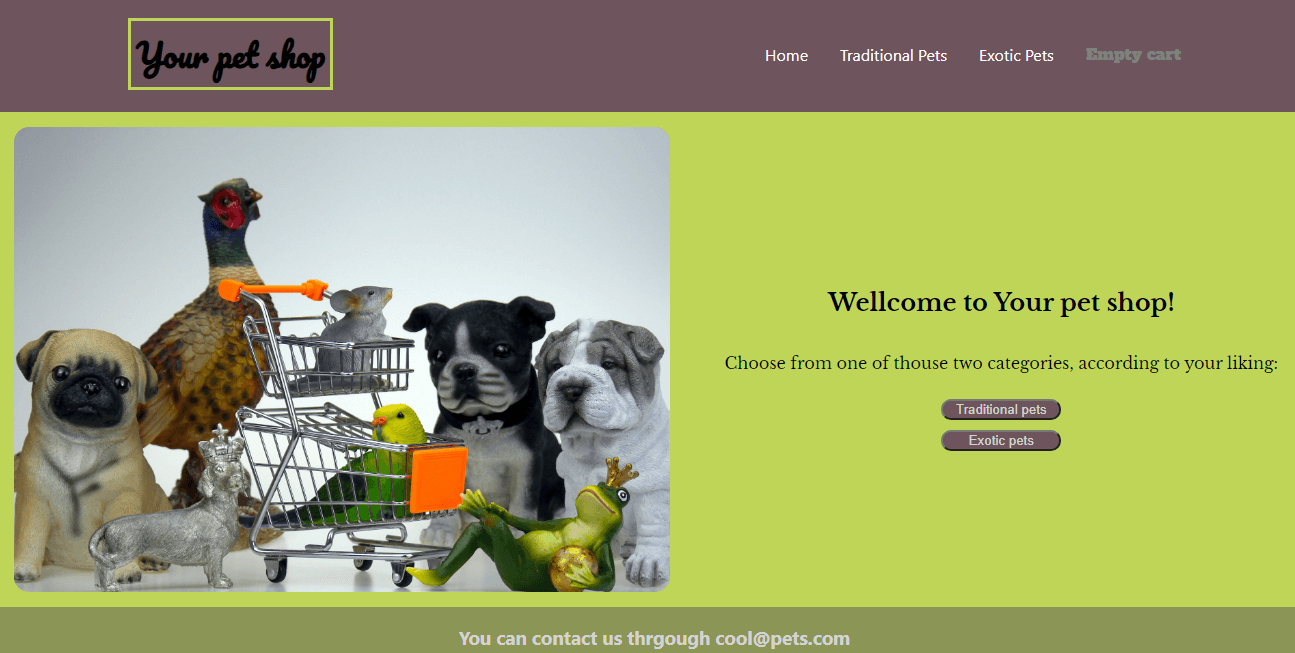 Your pet shop
Home Traditional Pets Exotic Pets Empty cart
Wellcome to Your pet shop!
Choose from one of thouse two categories, according to your liking:
Traditional pets
Exotic pets
You can contact us thrgough cool@pets.com